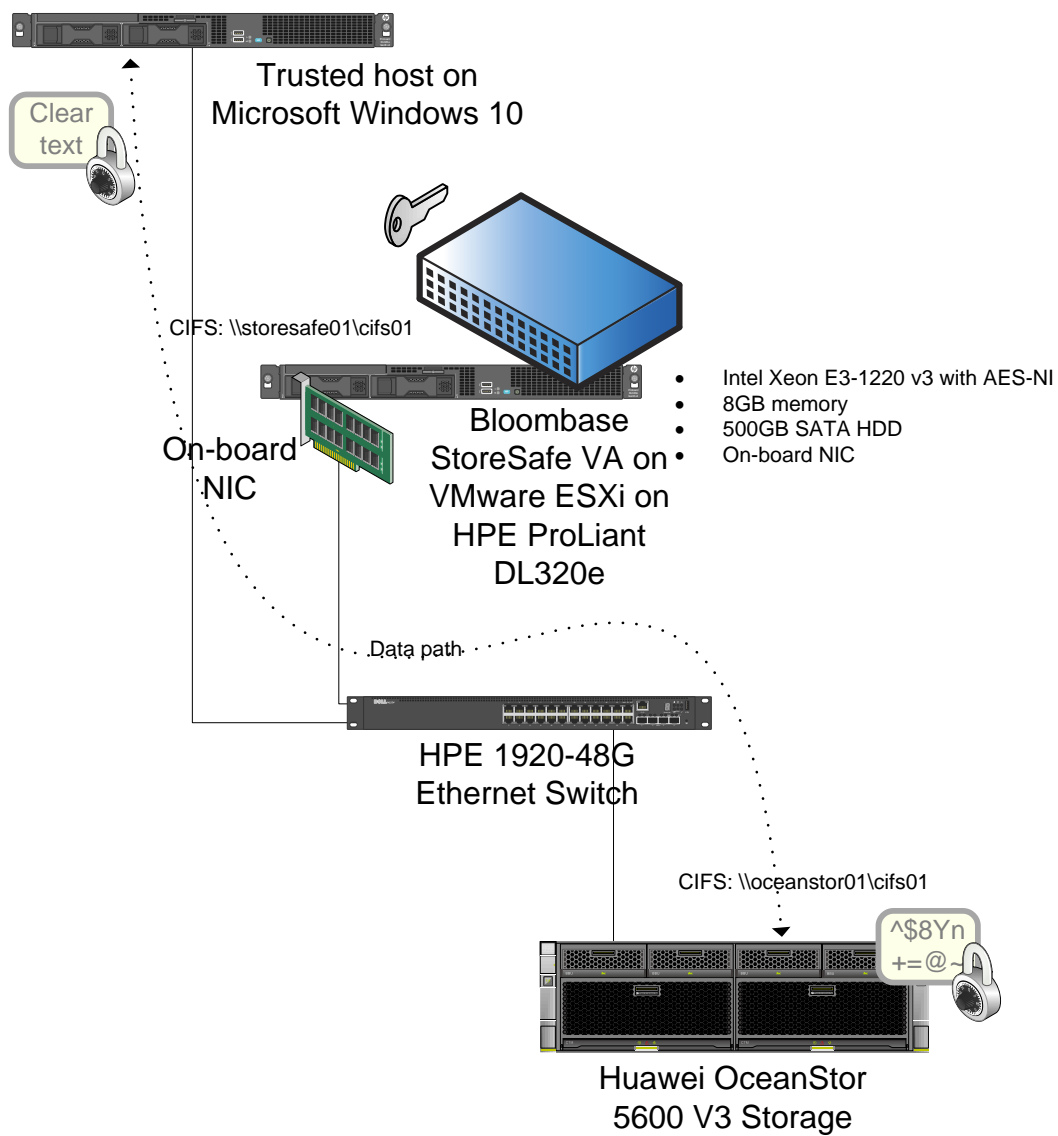 Trusted host on
Microsoft Windows 10
Clear
text
CIFS: \\storesafe01\cifs01
On-board
NIC
Bloombase
StoreSafe VA on
VMware ESXi on
HPE ProLiant
DL320e
• Intel Xeon E3-1220 v3 with AES-NI
• 8GB memory
• 500GB SATA HDD
• On-board NIC
Data path
DELL
HPE 1920-48G
Ethernet Switch
CIFS: \\oceanstor01\cifs01
^$8Yn
+=@~
Huawei OceanStor
5600 V3 Storage